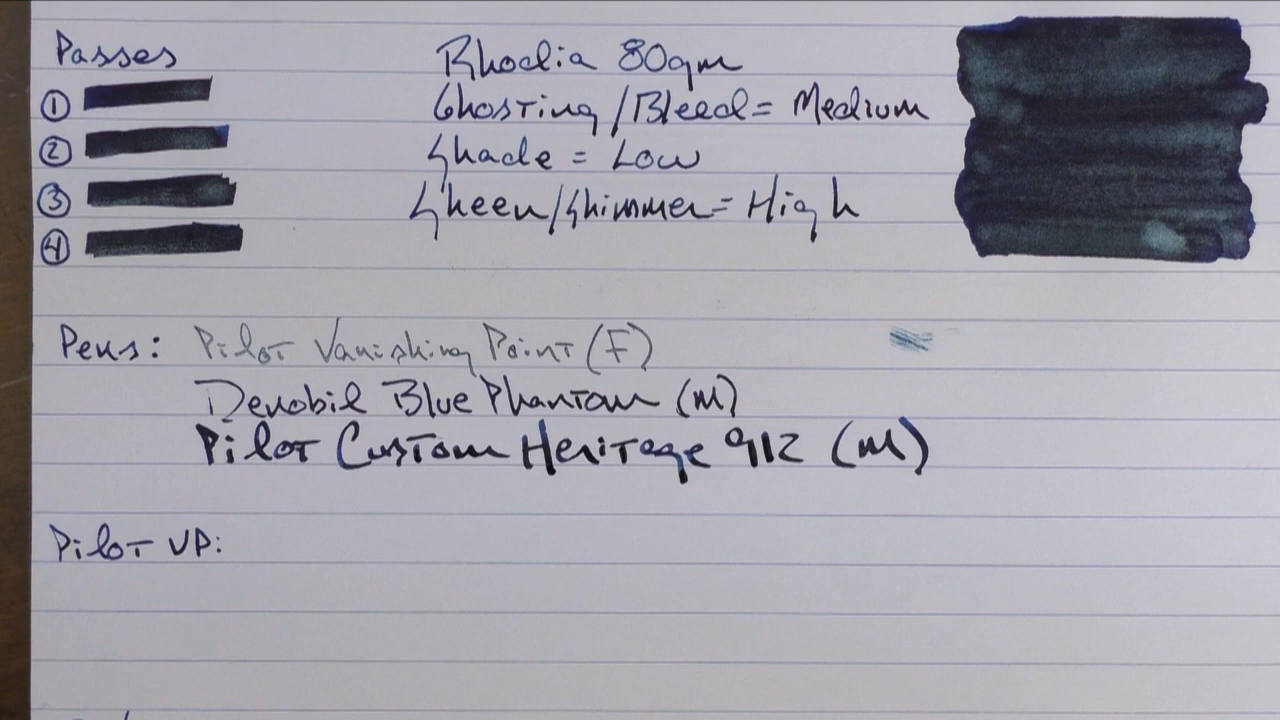 Passes
①
②
③
④
Rhodia 80gm
Ghosting/Bleed = Medium
Shade = Low
Sheen/Shimmer = High
Pens: Pilot Vanishing Point (F)
Denobil Blue Phantom (M)
Pilot Custom Heritage 912 (M)
Pilot VP: